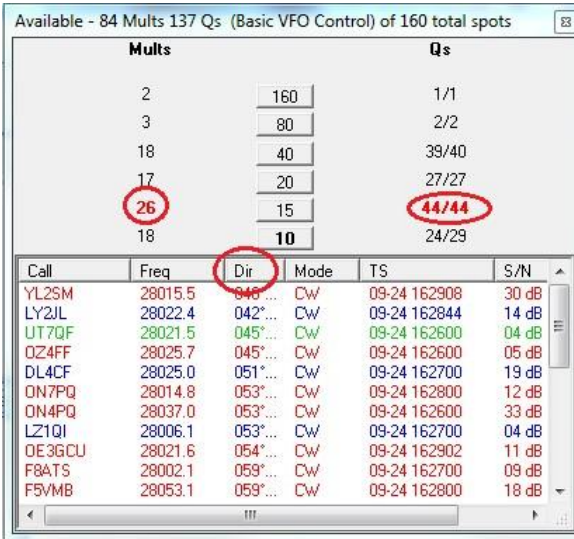 Available - 84 Mults 137 Qs (Basic VFO Control) of 160 total spots
Mults Qs
2 160 1/1
3 80 2/2
18 40 39/40
17 20 27/27
26 15 44/44
18 10 24/29
Call Freq Dir Mode TS S/N
YL2SM 28015.5 040°... CW 09-24 162908 30 dB
LY2JL 28022.4 042°... CW 09-24 162844 14 dB
UT7QF 28021.5 045°... CW 09-24 162600 04 dB
OZ4FF 28025.7 045°... CW 09-24 162600 05 dB
DL4CF 28025.0 051°... CW 09-24 162700 19 dB
ON7PQ 28014.8 053°... CW 09-24 162800 12 dB
ON4PQ 28037.0 053°... CW 09-24 162600 33 dB
LZ1QI 28006.1 053°... CW 09-24 162700 04 dB
OE3GCU 28021.6 054°... CW 09-24 162902 11 dB
F8ATS 28002.1 059°... CW 09-24 162700 09 dB
F5VMB 28053.1 059°... CW 09-24 162800 18 dB